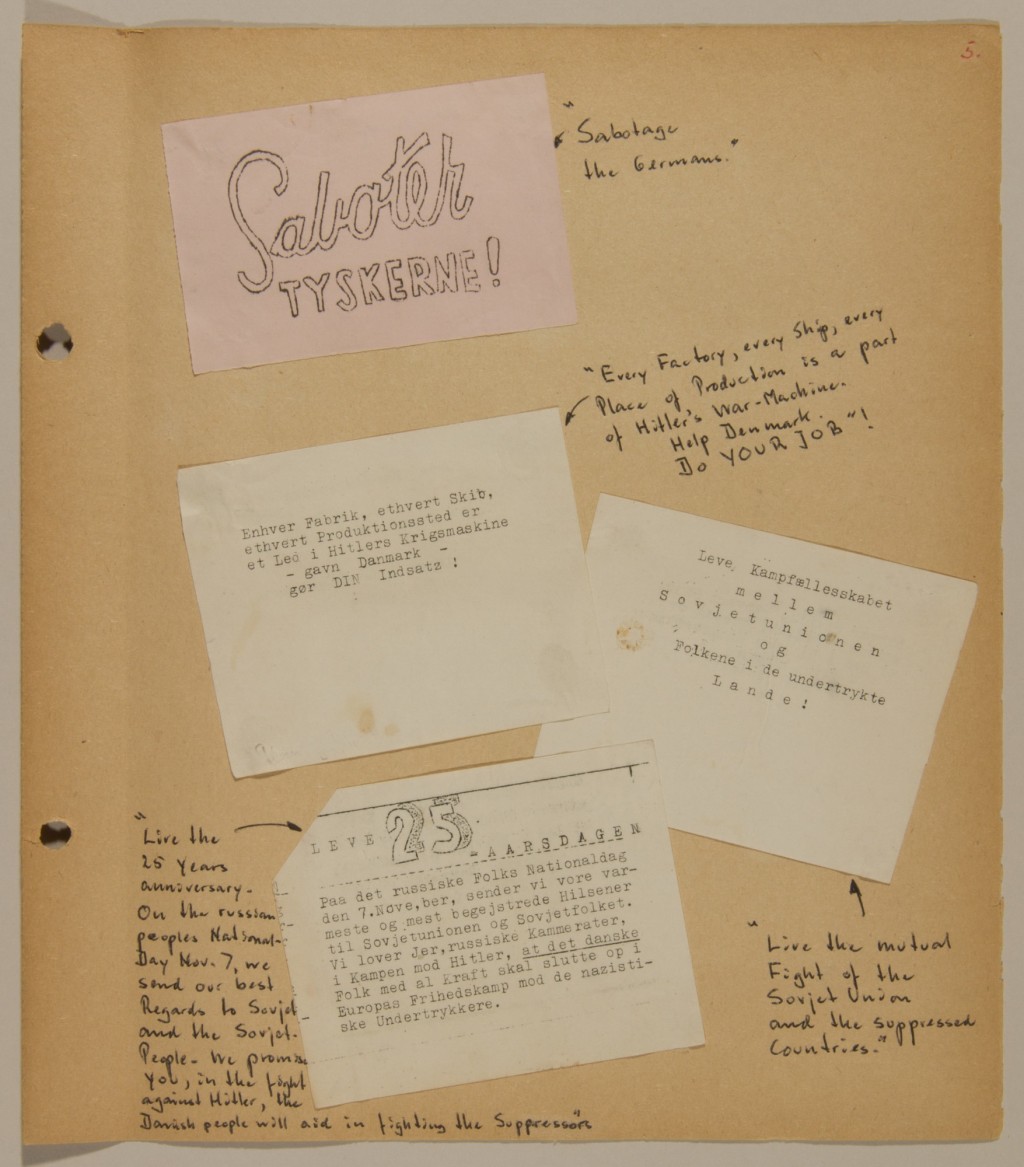 5.
Saboter
TYSKERNE!
"Sabotage
the Germans."
"Every Factory, every Ship, every
Place of Production is a part
of Hitler's War-Machine.
Help Denmark.
Do YOUR JOB"!
Enhver Fabrik, ethvert Skib,
ethvert Produktionssted er
et Led i Hitlers Krigsmaskine
- gavn Danmark -
gør DIN Indsatz !
Leve Kampfællesskabet
mellem
Sovjetunionen
og
Folkene i de undertrykte
Lande!
LEVE 25
-AARSDAGEN
Paa det russiske Folks Nationaldag
den 7.Nove,ber, sender vi vore var-
meste og mest begejstrede Hilsener
til Sovjetunionen og Sovjetfolket.
Vi lover Jer,russiske Kammerater,
i Kampen mod Hitler, at det danske
Folk med al Kraft skal slutte op i
Europas Frihedskamp mod de nazisti-
ske Undertrykkere.
"Live the
25 Years
anniversary-
On the russian
peoples National-
Day Nov. 7, we
send our best
Regards to Sovjet
and the Sovjet-
People- We promise
You, in the fight
against Hitler, the
Danish people will aid in fighting the Suppressors"
"Live the mutual
Fight of the
Sovjet Union
and the suppressed
Countries."